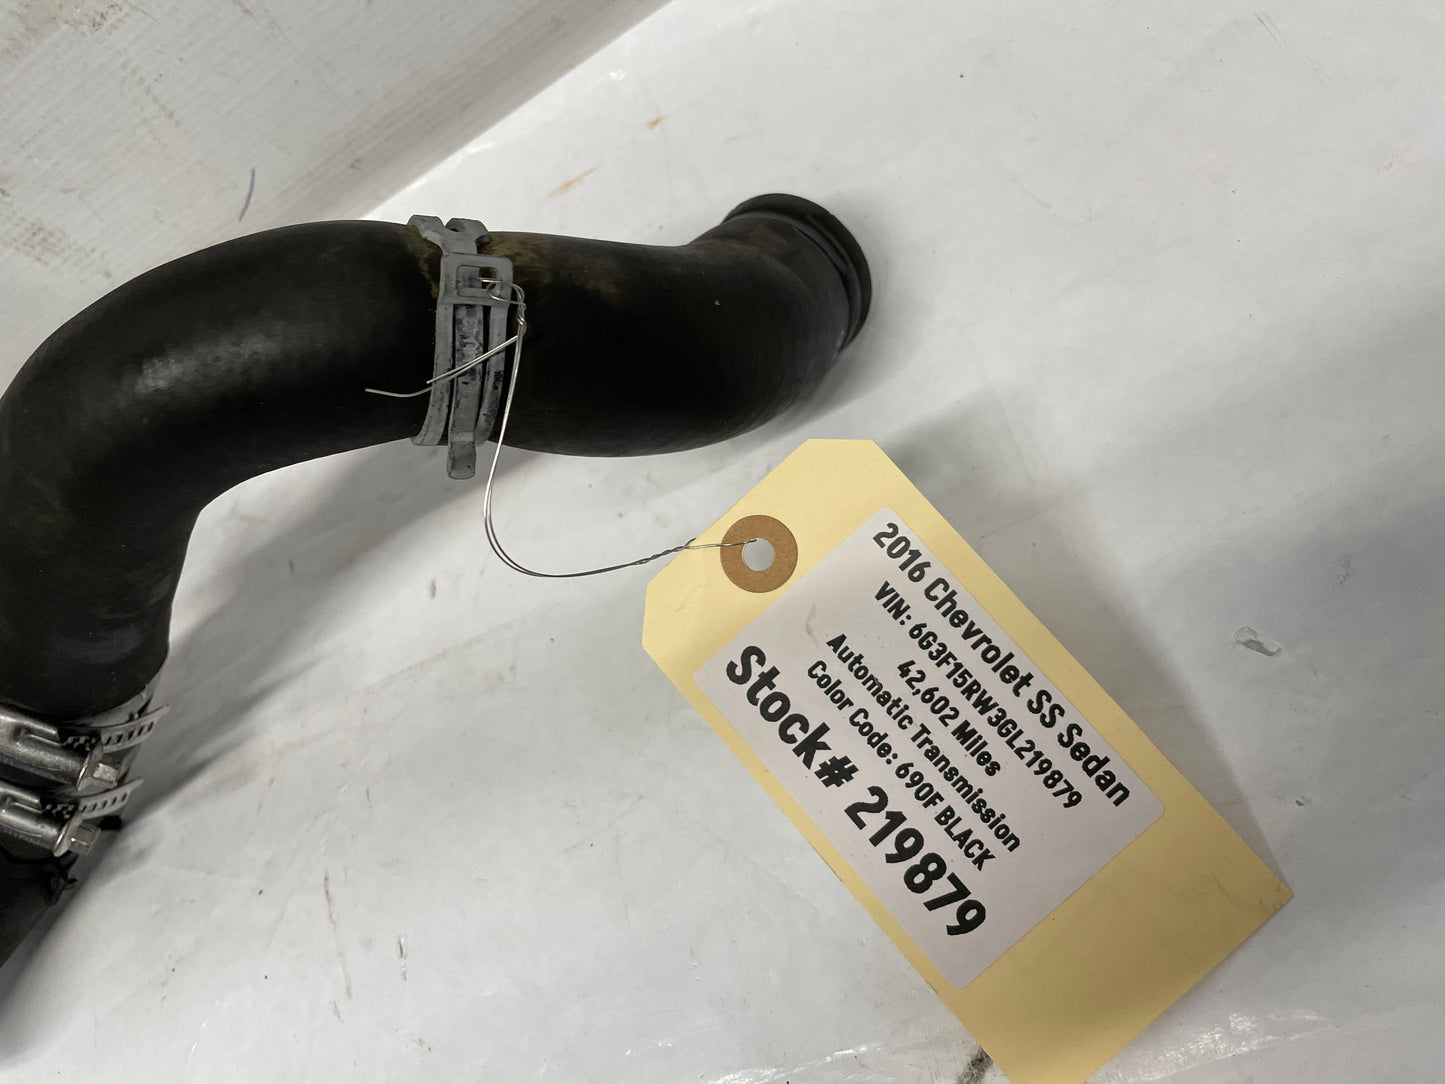 2016 Chevrolet SS Sedan
VIN: 6G3F15RW3GL219879
42,602 Miles
Automatic Transmission
Color Code: 690F BLACK
Stock# 219879